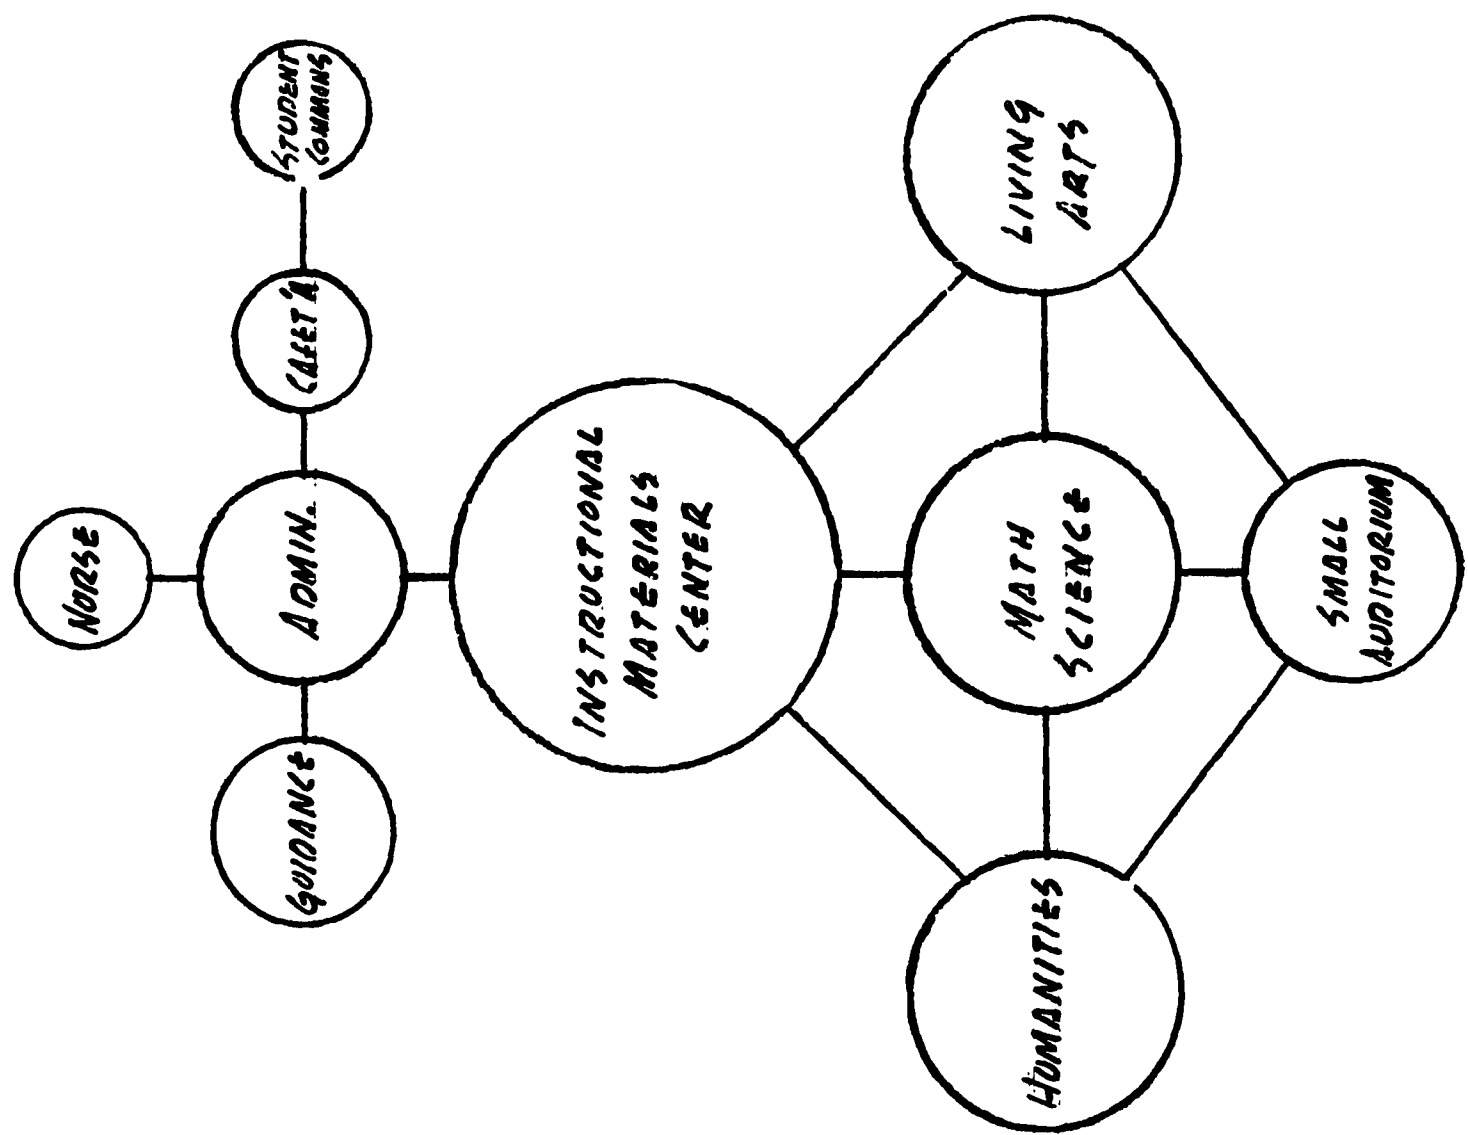 NURSE
GUIDANCE
ADMIN.
CAFET'A
STUDENT
COMMONS
INSTRUCTIONAL
MATERIALS
CENTER
HUMANITIES
MATH
SCIENCE
LIVING
ARTS
SMALL
AUDITORIUM